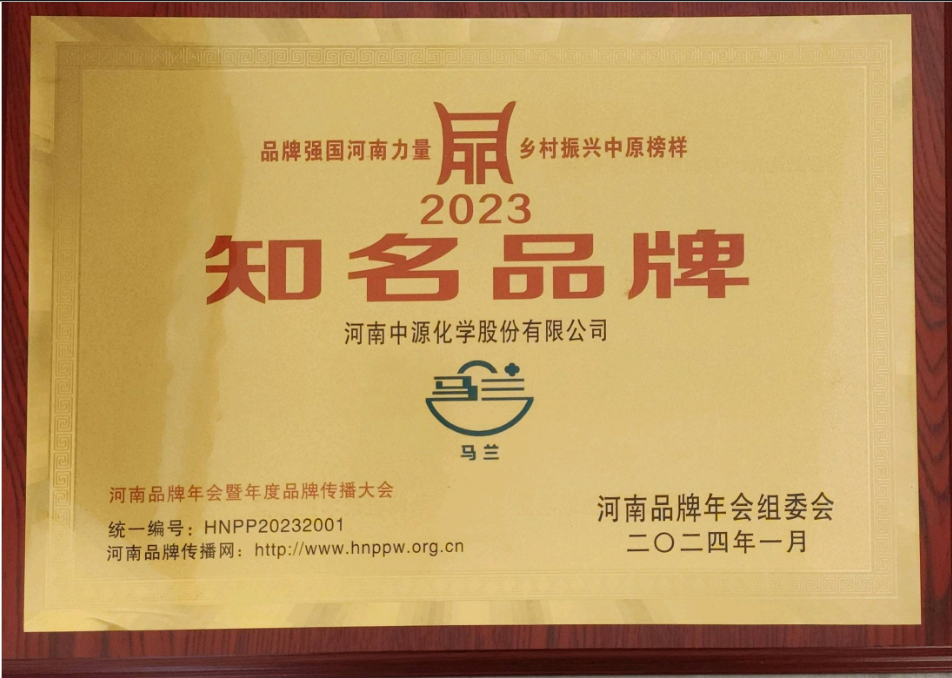 品牌强国河南力量 乡村振兴中原榜样
2023
知名品牌
河南中源化学股份有限公司
马兰
马兰
河南品牌年会暨年度品牌传播大会
统一编号：HNPP20232001
河南品牌传播网：http://www.hnppw.org.cn
河南品牌年会组委会
二〇二四年一月